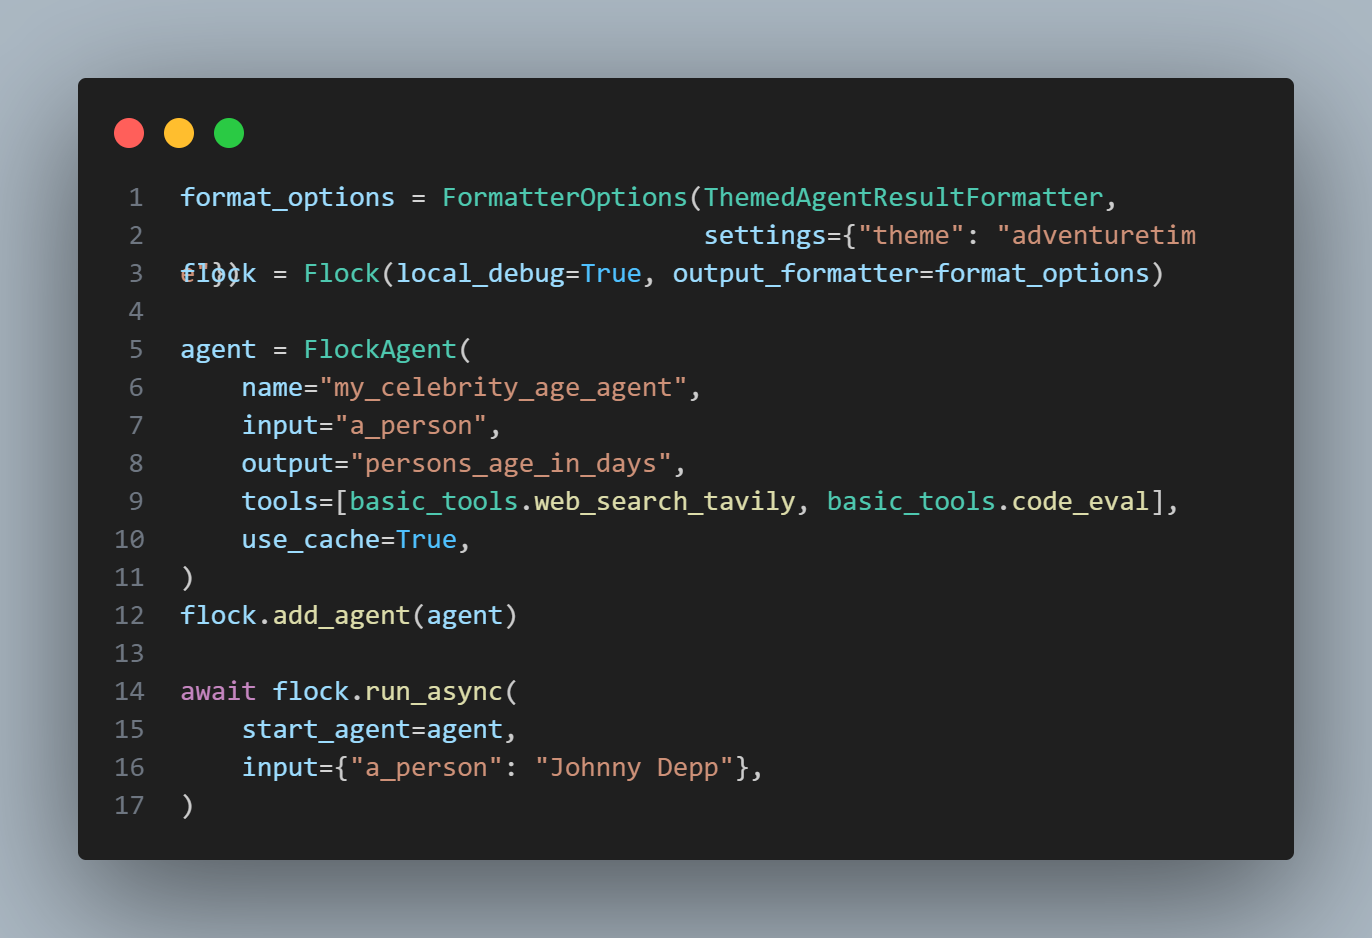 1 format_options = FormatterOptions(ThemedAgentResultFormatter,
2                                   settings={"theme": "adventuretim
e"})
3 flock = Flock(local_debug=True, output_formatter=format_options)
4
5 agent = FlockAgent(
6     name="my_celebrity_age_agent",
7     input="a_person",
8     output="persons_age_in_days",
9     tools=[basic_tools.web_search_tavily, basic_tools.code_eval],
10     use_cache=True,
11 )
12 flock.add_agent(agent)
13
14 await flock.run_async(
15     start_agent=agent,
16     input={"a_person": "Johnny Depp"},
17 )